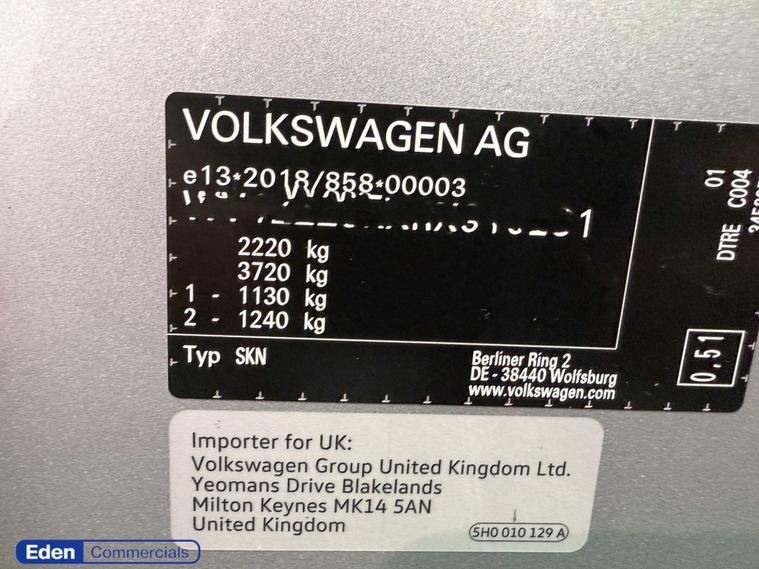 VOLKSWAGEN AG
e13*2018/858*00003
1
2220 kg
3720 kg
1 - 1130 kg
2 - 1240 kg
Typ SKN
Berliner Ring 2
DE - 38440 Wolfsburg
www.volkswagen.com
01
DTRE C004
0,51
Importer for UK:
Volkswagen Group United Kingdom Ltd.
Yeomans Drive Blakelands
Milton Keynes MK14 5AN
United Kingdom
5H0 010 129 A
Eden Commercials